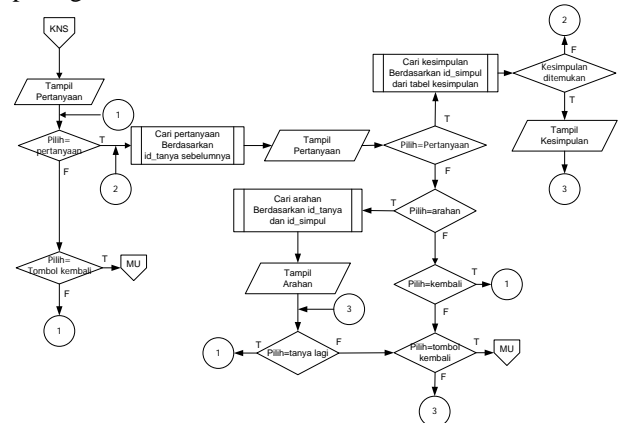 KNS
Tampil
Pertanyaan
1
Pilih=
pertanyaan
T
F
2
Cari pertanyaan
Berdasarkan
id_tanya sebelumnya
Tampil
Pertanyaan
Pilih=Pertanyaan
T
F
Cari kesimpulan
Berdasarkan id_simpul
dari tabel kesimpulan
Kesimpulan
ditemukan
F
2
T
Tampil
Kesimpulan
3
Pilih=arahan
T
F
Cari arahan
Berdasarkan id_tanya
dan id_simpul
Tampil
Arahan
3
Pilih=tanya lagi
T
1
F
Pilih=kembali
T
1
F
Pilih=tombol
kembali
T
MU
F
3
Pilih=
Tombol kembali
T
MU
F
1